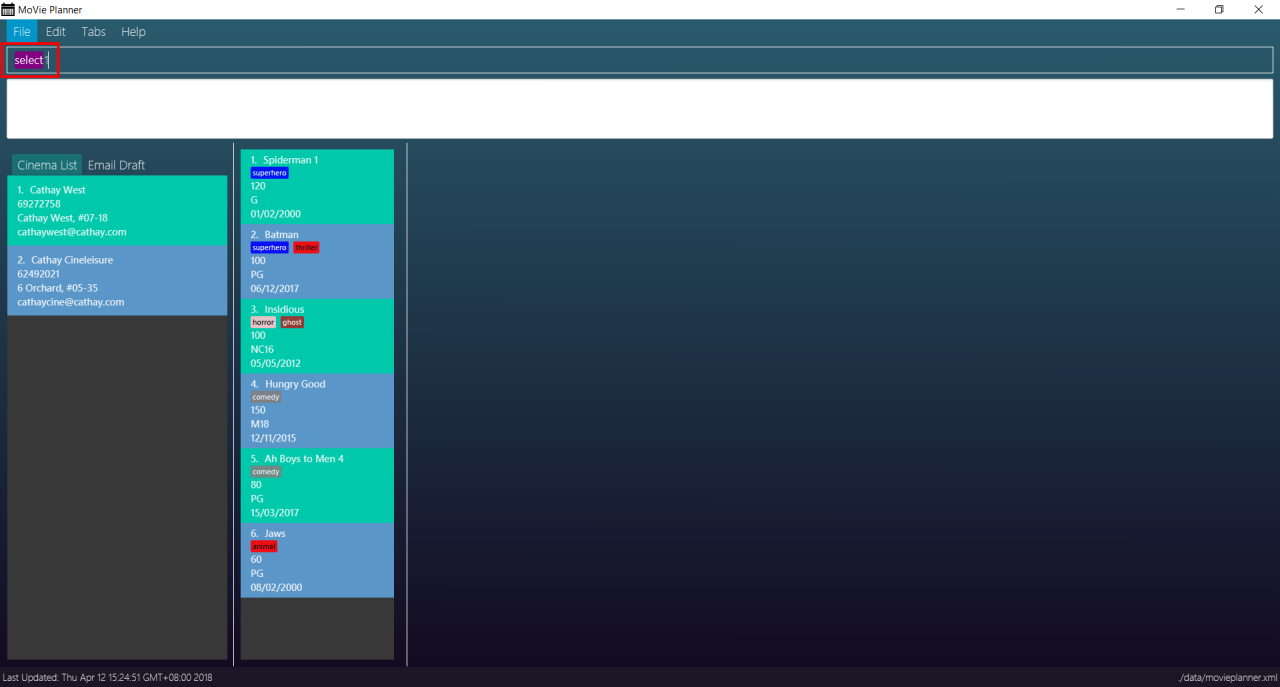 MoVie Planner
File Edit Tabs Help
select1
Cinema List Email Draft
1. Cathay West
69272758
Cathay West, #07-18
cathaywest@cathay.com
2. Cathay Cineleisure
62492021
6 Orchard, #05-35
cathaycine@cathay.com
1. Spiderman 1
superhero
120
G
01/02/2000
2. Batman
superhero thriller
100
PG
06/12/2017
3. Insidious
horror ghost
100
NC16
05/05/2012
4. Hungry Good
comedy
150
M18
12/11/2015
5. Ah Boys to Men 4
comedy
80
PG
15/03/2017
6. Jaws
animal
60
PG
08/02/2000
Last Updated: Thu Apr 12 15:24:51 GMT+08:00 2018
./data/movieplanner.xml